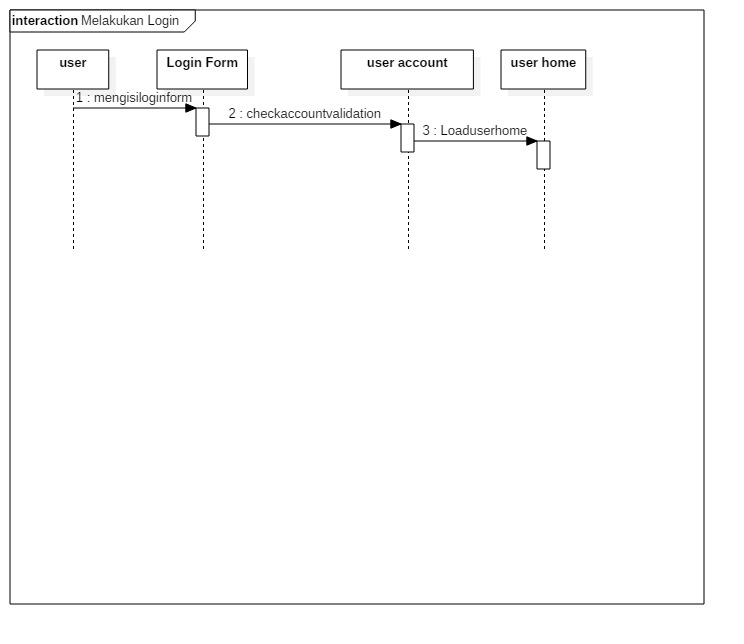 interaction Melakukan Login
user
Login Form
user account
user home
1 : mengisiloginform
2 : checkaccountvalidation
3 : Loaduserhome